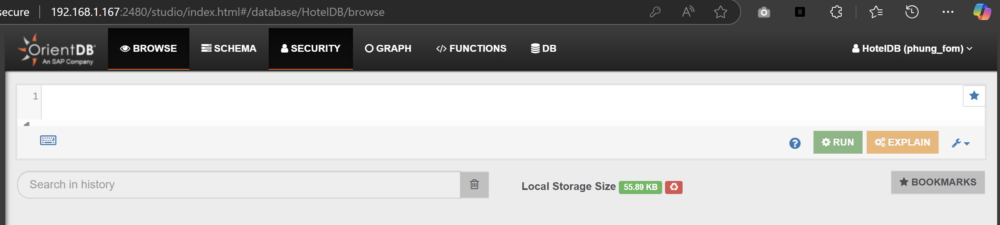 secure 192.168.1.167:2480/studio/index.html#/database/HotelDB/browse
OrientDB®
An SAP Company
BROWSE SCHEMA SECURITY GRAPH FUNCTIONS DB HotelDB (phung_fom)
1
? RUN EXPLAIN
Search in history Local Storage Size 55.89 KB BOOKMARKS